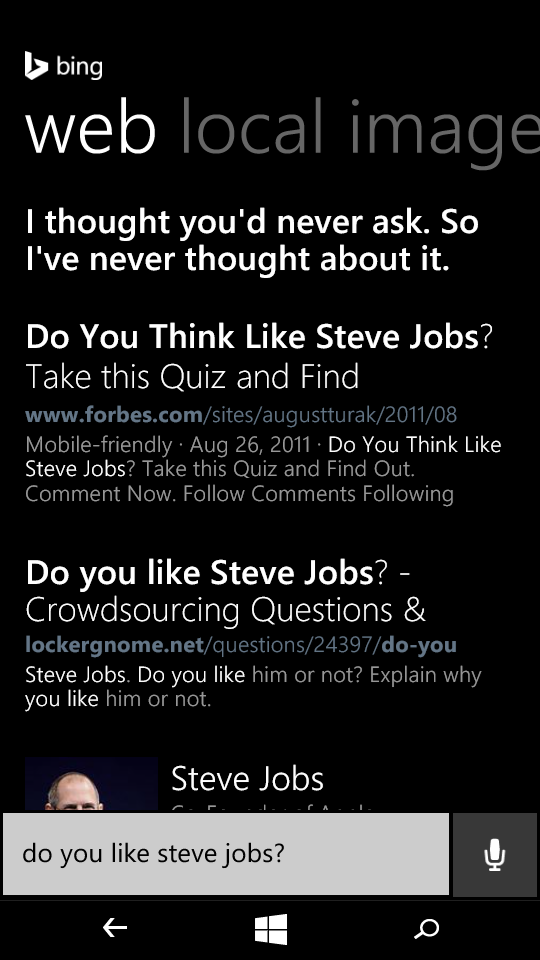 bing
web local image
I thought you'd never ask. So
I've never thought about it.
Do You Think Like Steve Jobs?
Take this Quiz and Find
www.forbes.com/sites/augustturak/2011/08
Mobile-friendly · Aug 26, 2011 · Do You Think Like
Steve Jobs? Take this Quiz and Find Out.
Comment Now. Follow Comments Following
Do you like Steve Jobs? -
Crowdsourcing Questions &
lockergnome.net/questions/24397/do-you
Steve Jobs. Do you like him or not? Explain why
you like him or not.
Steve Jobs
Co-Founder of Apple
do you like steve jobs?